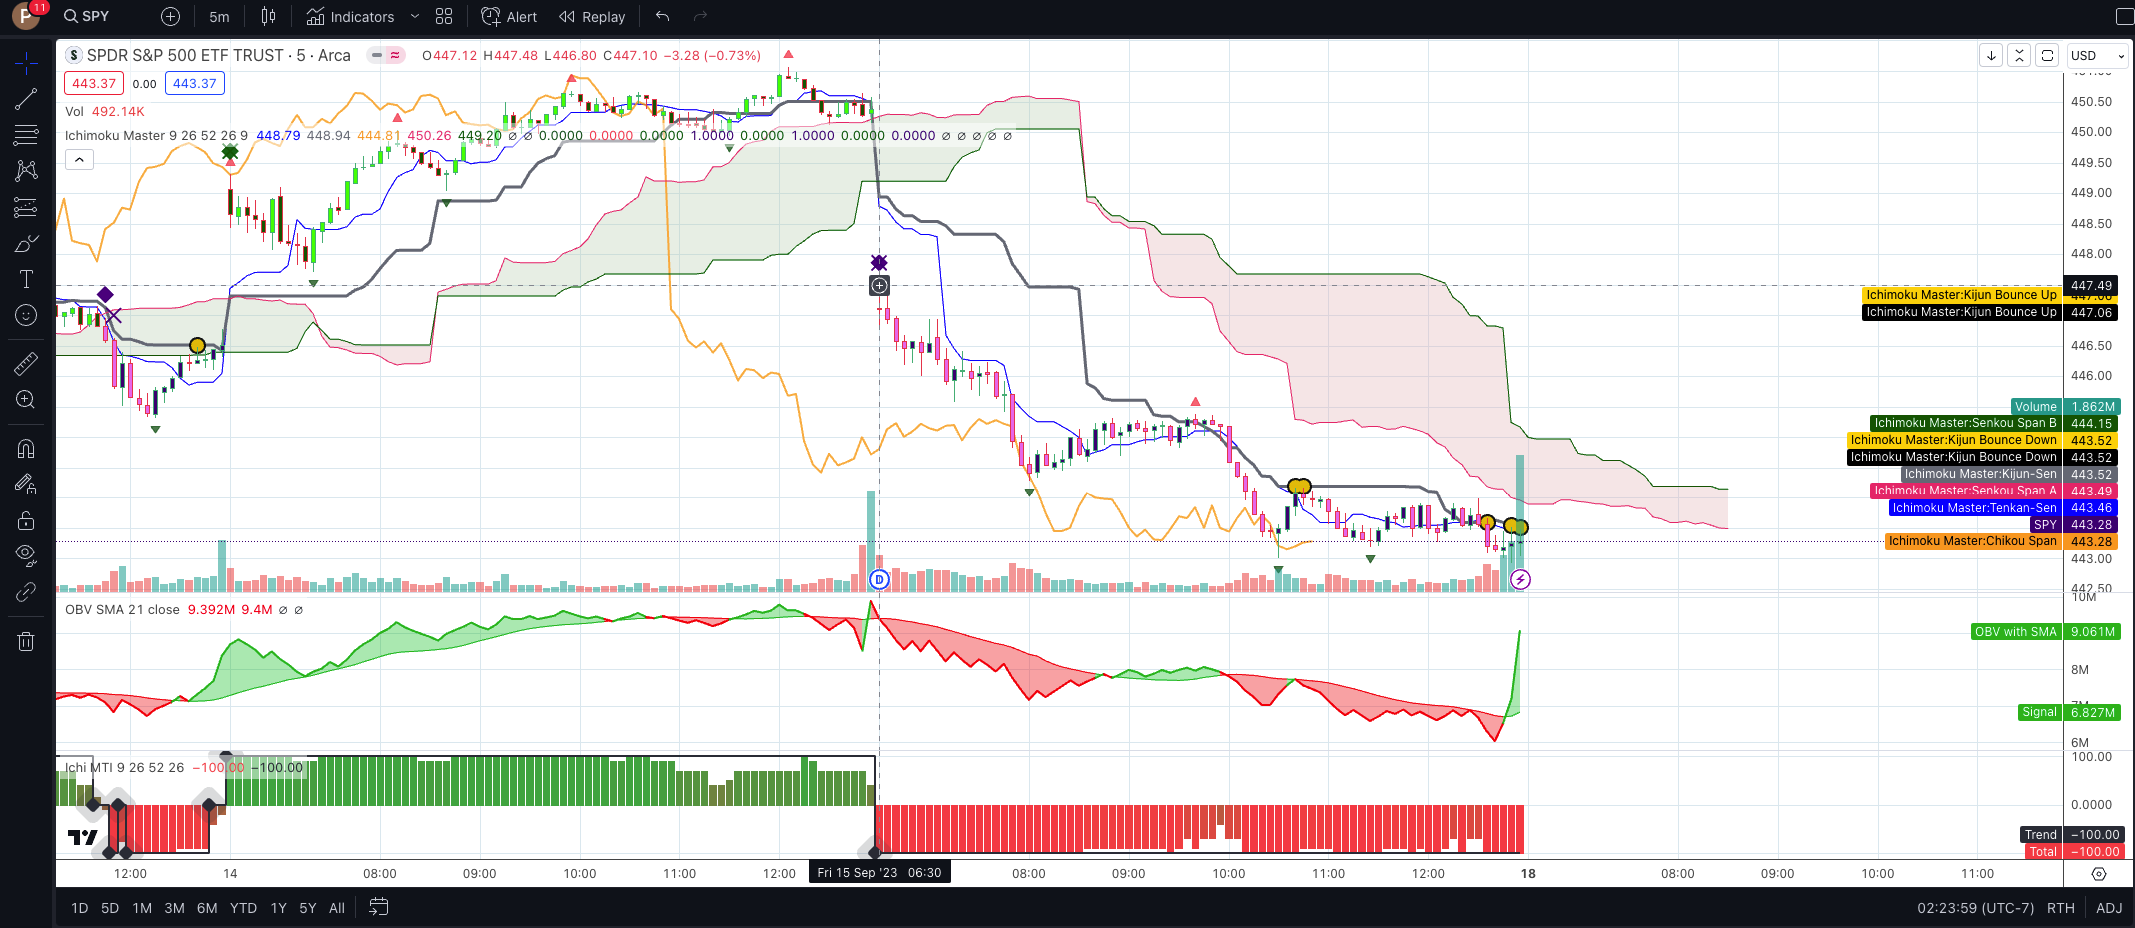 P 11 SPY 5m Indicators Alert Replay
S SPDR S&P 500 ETF TRUST · 5 · Arca O447.12 H447.48 L446.80 C447.10 −3.28 (−0.73%) USD
443.37 0.00 443.37
Vol 492.14K
Ichimoku Master 9 26 52 26 9 448.79 448.94 444.81 450.26 449.20 ∅ ∅ 0.0000 0.0000 0.0000 1.0000 0.0000 1.0000 0.0000 0.0000 ∅ ∅ ∅ ∅ ∅
450.50
450.00
449.50
449.00
448.50
448.00
447.49
Ichimoku Master:Kijun Bounce Up 447.06
Ichimoku Master:Kijun Bounce Up 447.06
446.50
446.00
Volume 1.862M
Ichimoku Master:Senkou Span B 444.15
Ichimoku Master:Kijun Bounce Down 443.52
Ichimoku Master:Kijun Bounce Down 443.52
Ichimoku Master:Kijun-Sen 443.52
Ichimoku Master:Senkou Span A 443.49
Ichimoku Master:Tenkan-Sen 443.46
SPY 443.28
Ichimoku Master:Chikou Span 443.28
443.00
D
442.50
10M
OBV SMA 21 close 9.392M 9.4M ∅ ∅
OBV with SMA 9.061M
8M
Signal 6.827M
6M
100.00
Ichi MTI 9 26 52 26 −100.00 −100.00
0.0000
Trend −100.00
Total −100.00
12:00 14 08:00 09:00 10:00 11:00 12:00 Fri 15 Sep '23 06:30 08:00 09:00 10:00 11:00 12:00 18 08:00 09:00 10:00 11:00
1D 5D 1M 3M 6M YTD 1Y 5Y All 02:23:59 (UTC-7) RTH ADJ